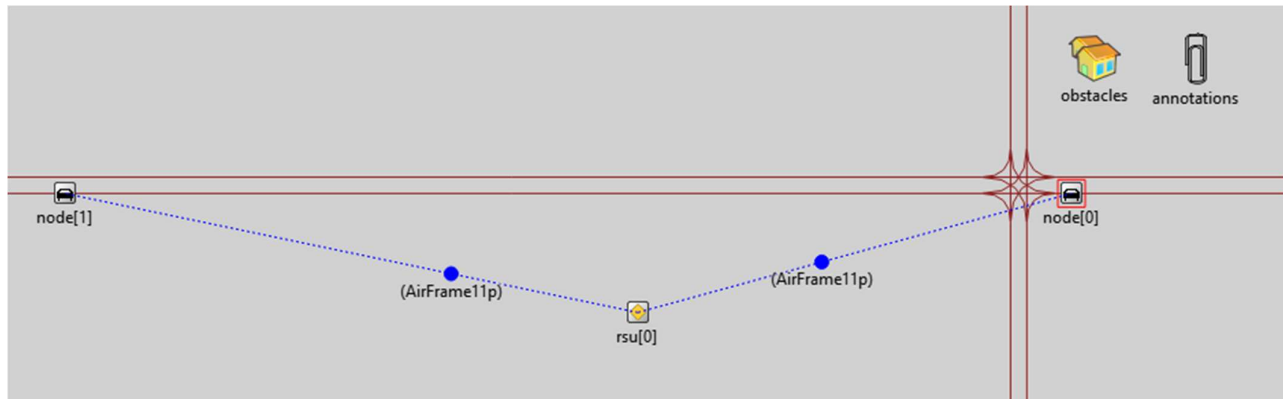 obstacles
annotations
node[1]
node[0]
(AirFrame11p)
(AirFrame11p)
rsu[0]